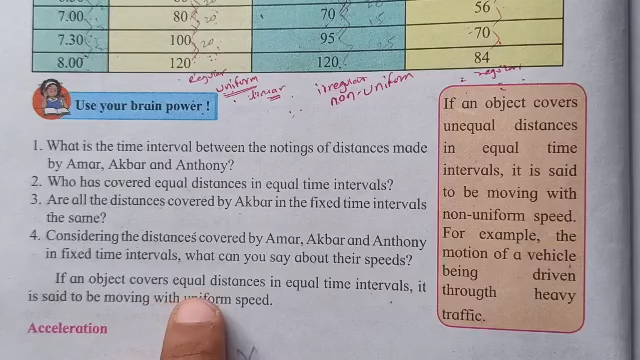 7.00 80 70 56
7.30 100 95 70
8.00 120 120 84
Regular uniform linear
irregular non-uniform
regular
Use your brain power !
1. What is the time interval between the notings of distances made
by Amar, Akbar and Anthony?
2. Who has covered equal distances in equal time intervals?
3. Are all the distances covered by Akbar in the fixed time intervals
the same?
4. Considering the distances covered by Amar, Akbar and Anthony
in fixed time intervals, what can you say about their speeds?
If an object covers equal distances in equal time intervals, it
is said to be moving with uniform speed.
Acceleration
If an object covers
unequal distances
in equal time
intervals, it is said
to be moving with
non-uniform speed.
For example, the
motion of a vehicle
being driven
through heavy
traffic.